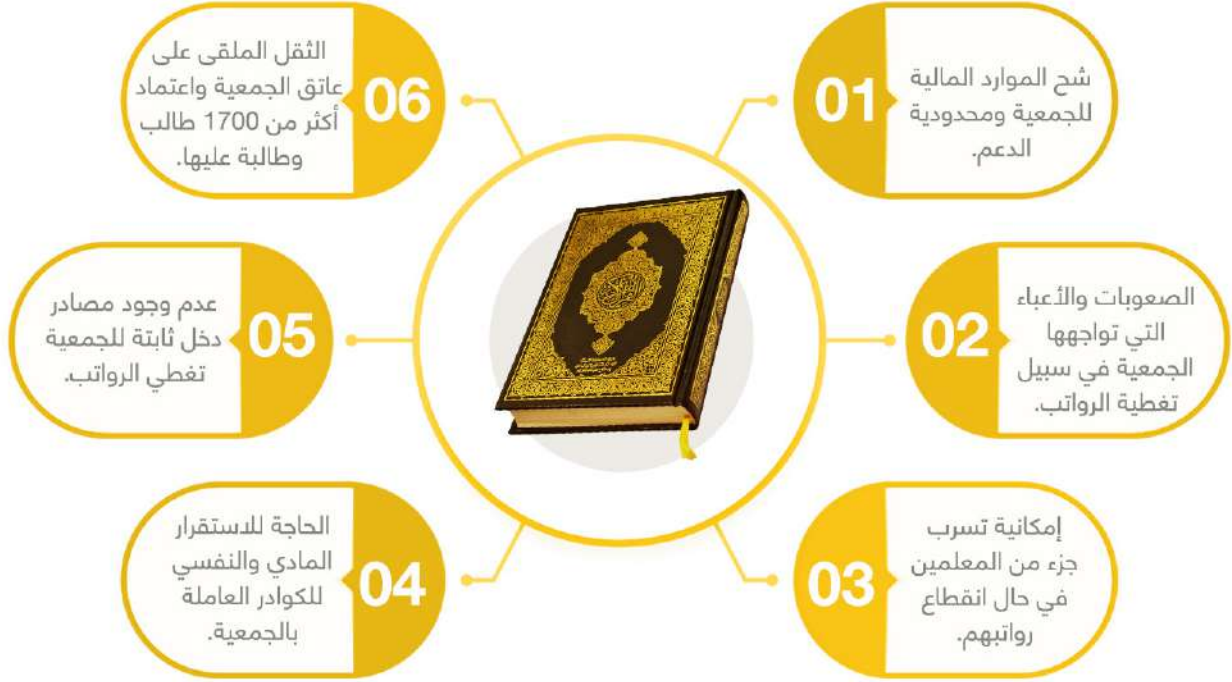 01
شح الموارد المالية
للجمعية ومحدودية
الدعم.
02
الصعوبات والأعباء
التي تواجهها
الجمعية في سبيل
تغطية الرواتب.
03
إمكانية تسرب
جزء من المعلمين
في حال انقطاع
رواتبهم.
04
الحاجة للاستقرار
المادي والنفسي
للكوادر العاملة
بالجمعية.
05
عدم وجود مصادر
دخل ثابتة للجمعية
تغطي الرواتب.
06
الثقل الملقى على
عاتق الجمعية واعتماد
أكثر من 1700 طالب
وطالبة عليها.